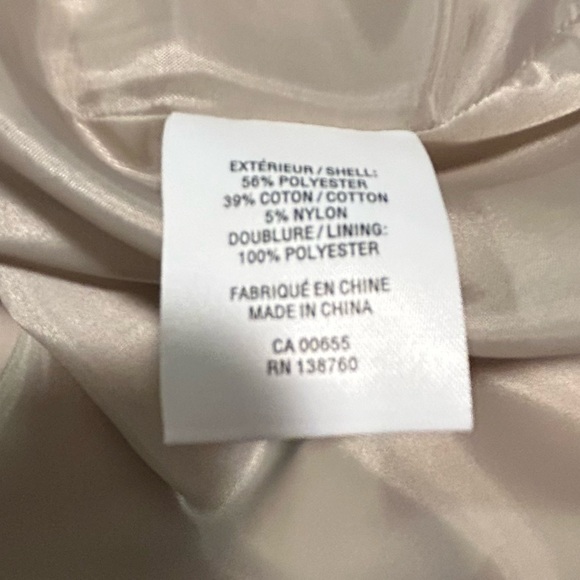 EXTÉRIEUR / SHELL:
56% POLYESTER
39% COTON / COTTON
5% NYLON
DOUBLURE / LINING:
100% POLYESTER
FABRIQUÉ EN CHINE
MADE IN CHINA
CA 00655
RN 138760